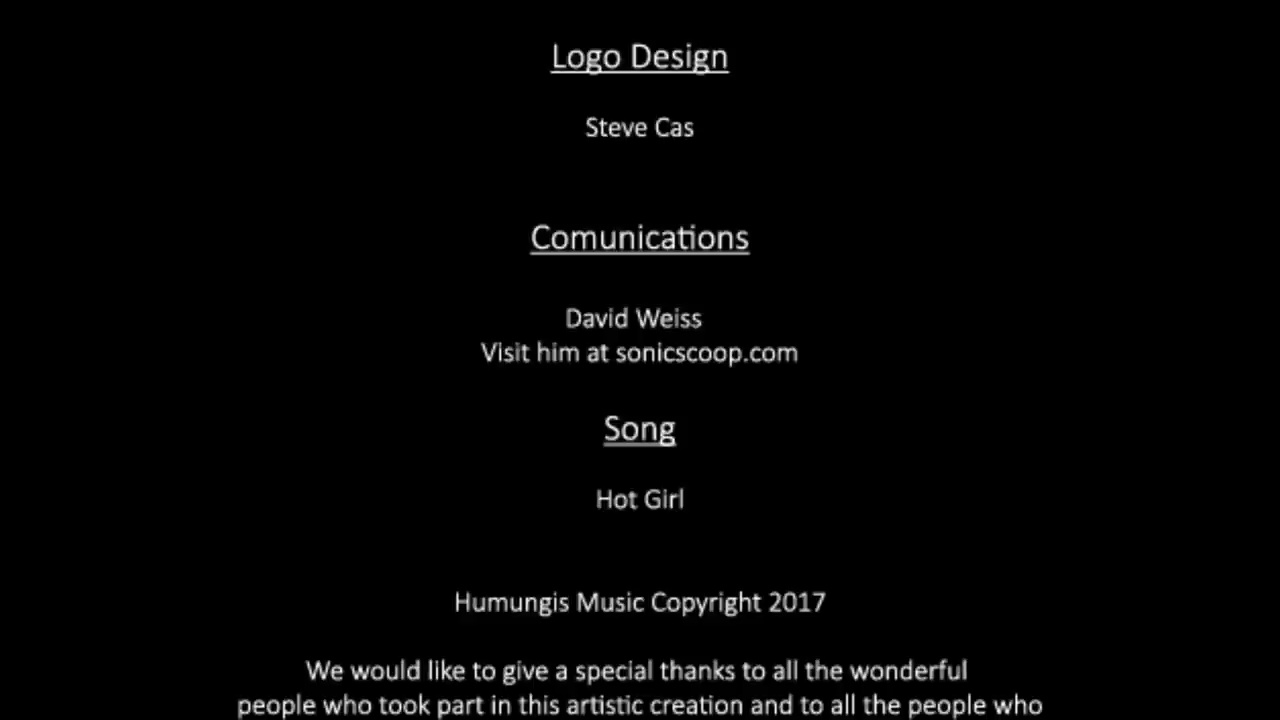 Logo Design
Steve Cas
Comunications
David Weiss
Visit him at sonicscoop.com
Song
Hot Girl
Humungis Music Copyright 2017
We would like to give a special thanks to all the wonderful
people who took part in this artistic creation and to all the people who